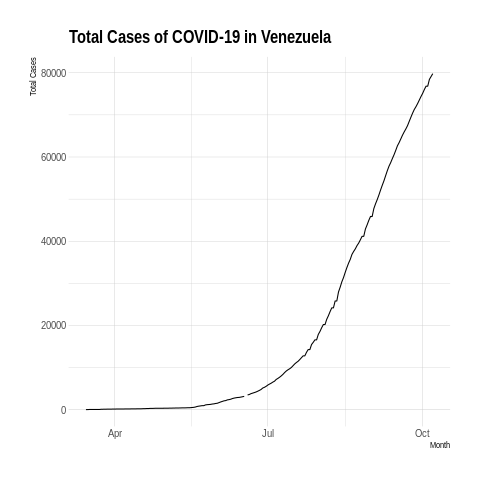 Total Cases of COVID-19 in Venezuela
Total Cases
80000
60000
40000
20000
0
Apr Jul Oct
Month